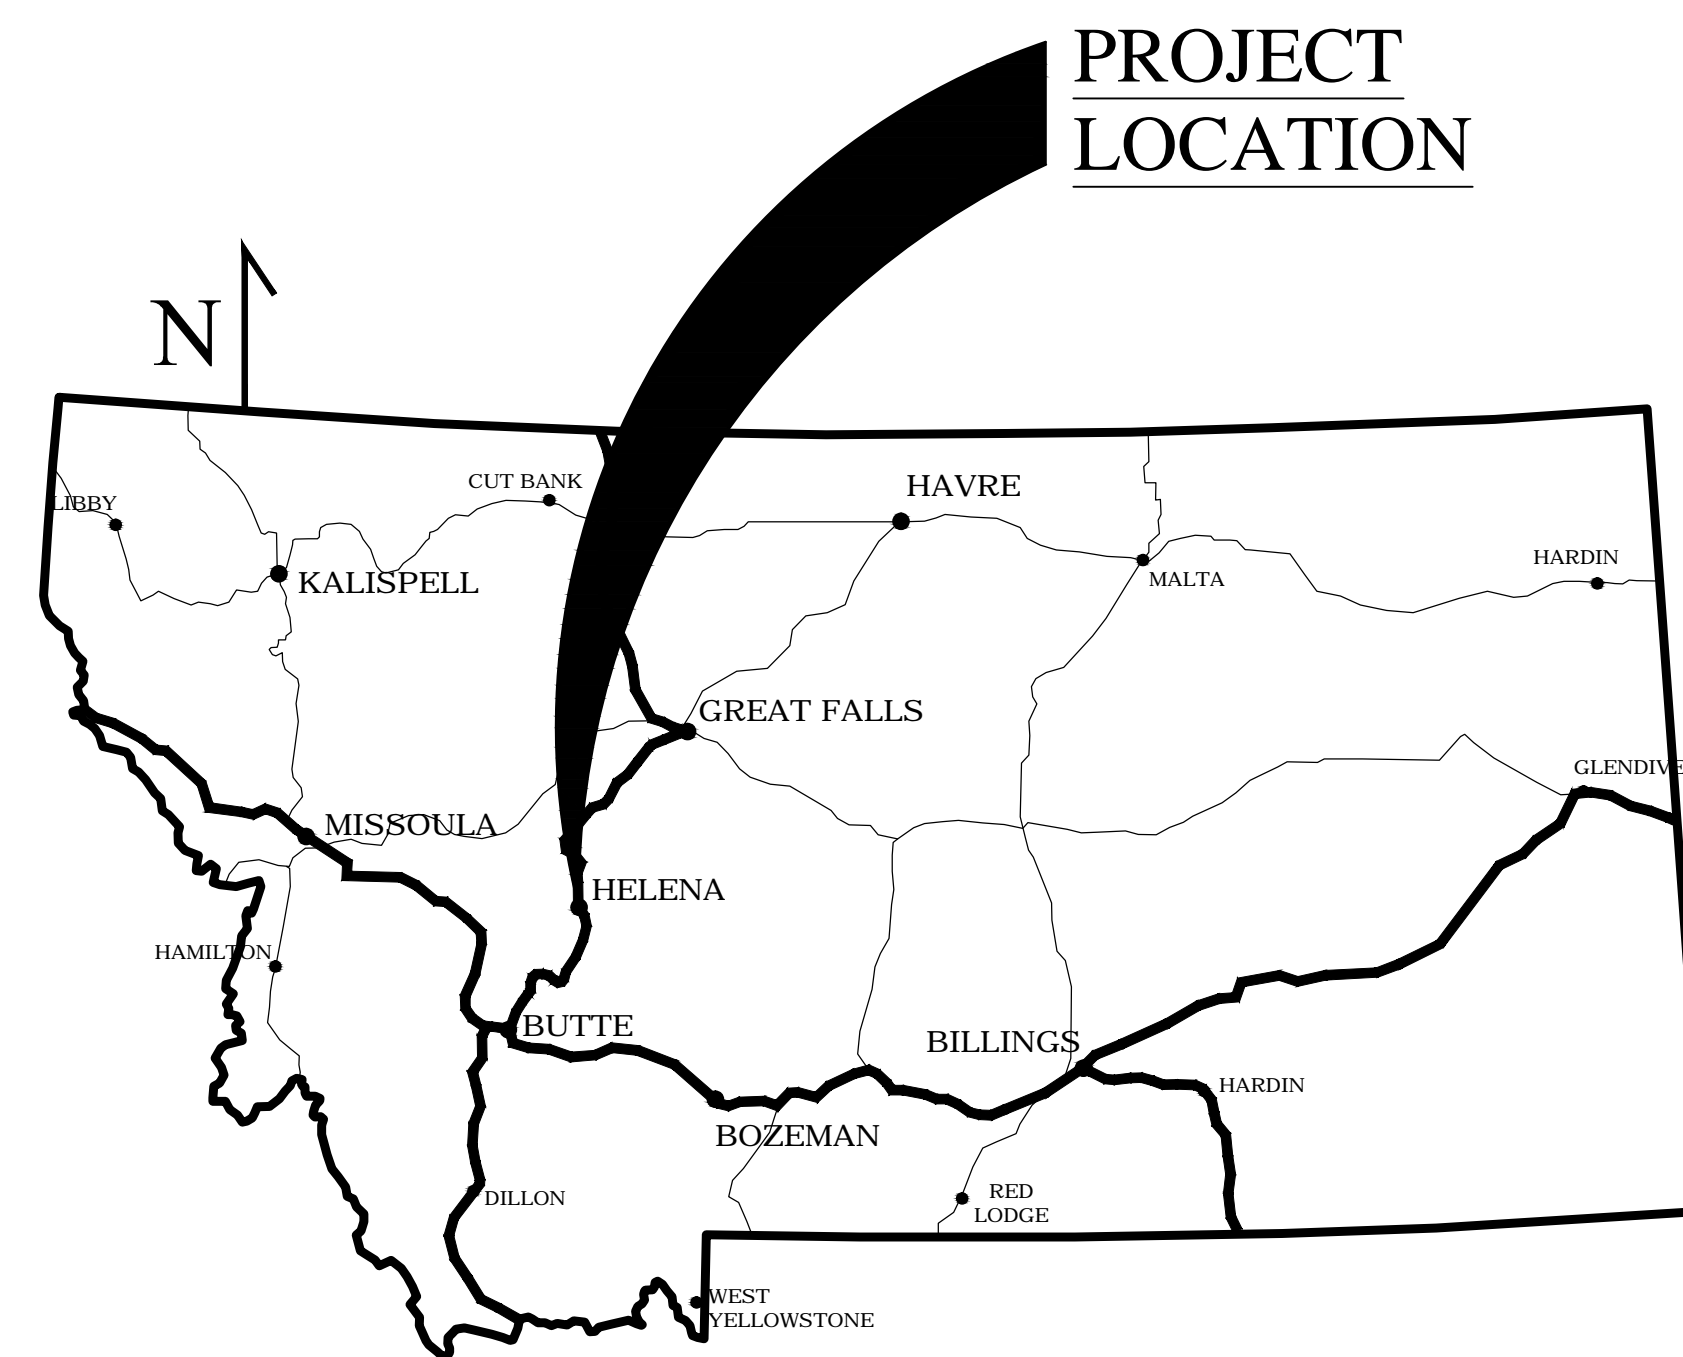 PROJECT
LOCATION
N
CUT BANK
HAVRE
LIBBY
HARDIN
KALISPELL
MALTA
GREAT FALLS
GLENDIVE
MISSOULA
HELENA
HAMILTON
BUTTE
BILLINGS
HARDIN
BOZEMAN
DILLON
RED
LODGE
WEST
YELLOWSTONE